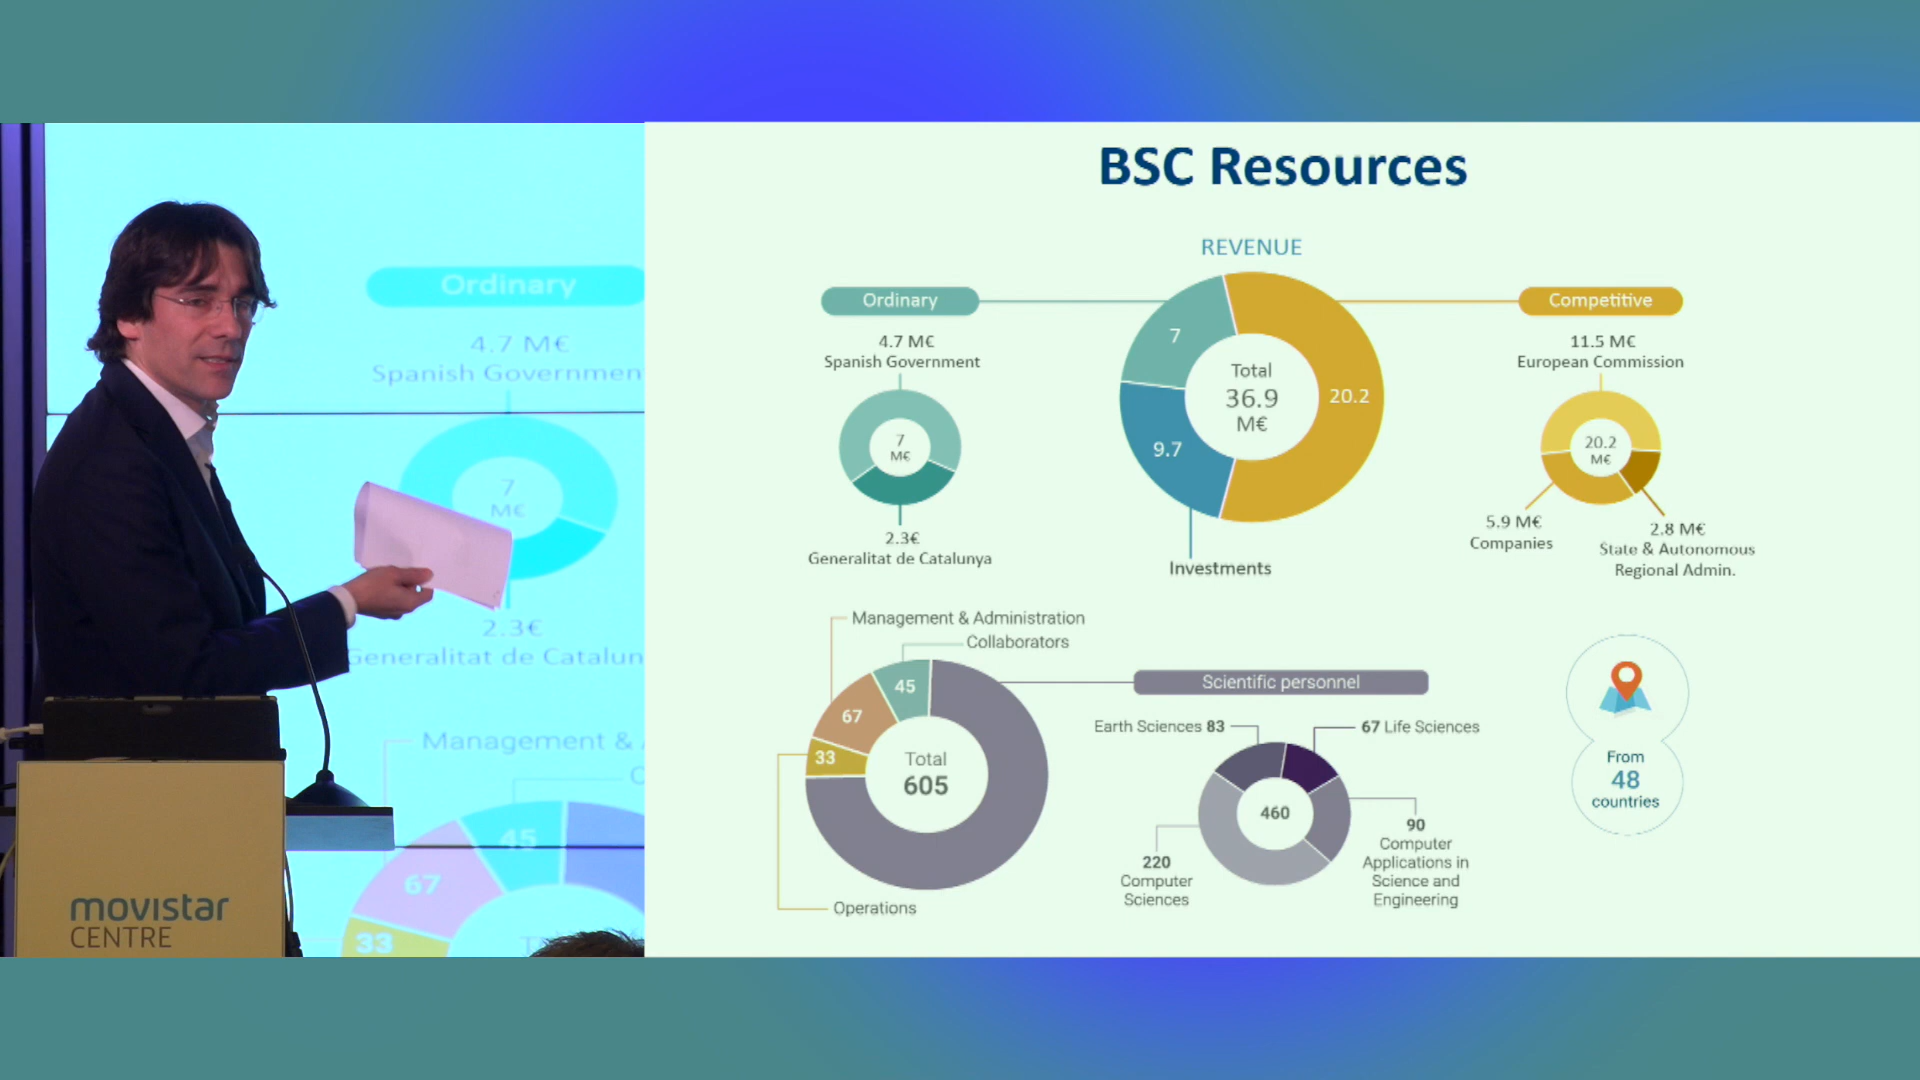 BSC Resources
REVENUE
Ordinary
4.7 M€
Spanish Government
7
M€
2.3€
Generalitat de Catalunya
7
9.7
20.2
Total
36.9
M€
Investments
Competitive
11.5 M€
European Commission
20.2
M€
5.9 M€
Companies
2.8 M€
State & Autonomous
Regional Admin.
Management & Administration
Collaborators
45
67
33
Total
605
Operations
Scientific personnel
Earth Sciences 83
67 Life Sciences
460
220
Computer
Sciences
90
Computer
Applications in
Science and
Engineering
From
48
countries
Ordinary
4.7 M€
Spanish Governmen
7
M€
2.3€
Generalitat de Catalun
Management &
C
45
67
33
T
movistar
CENTRE